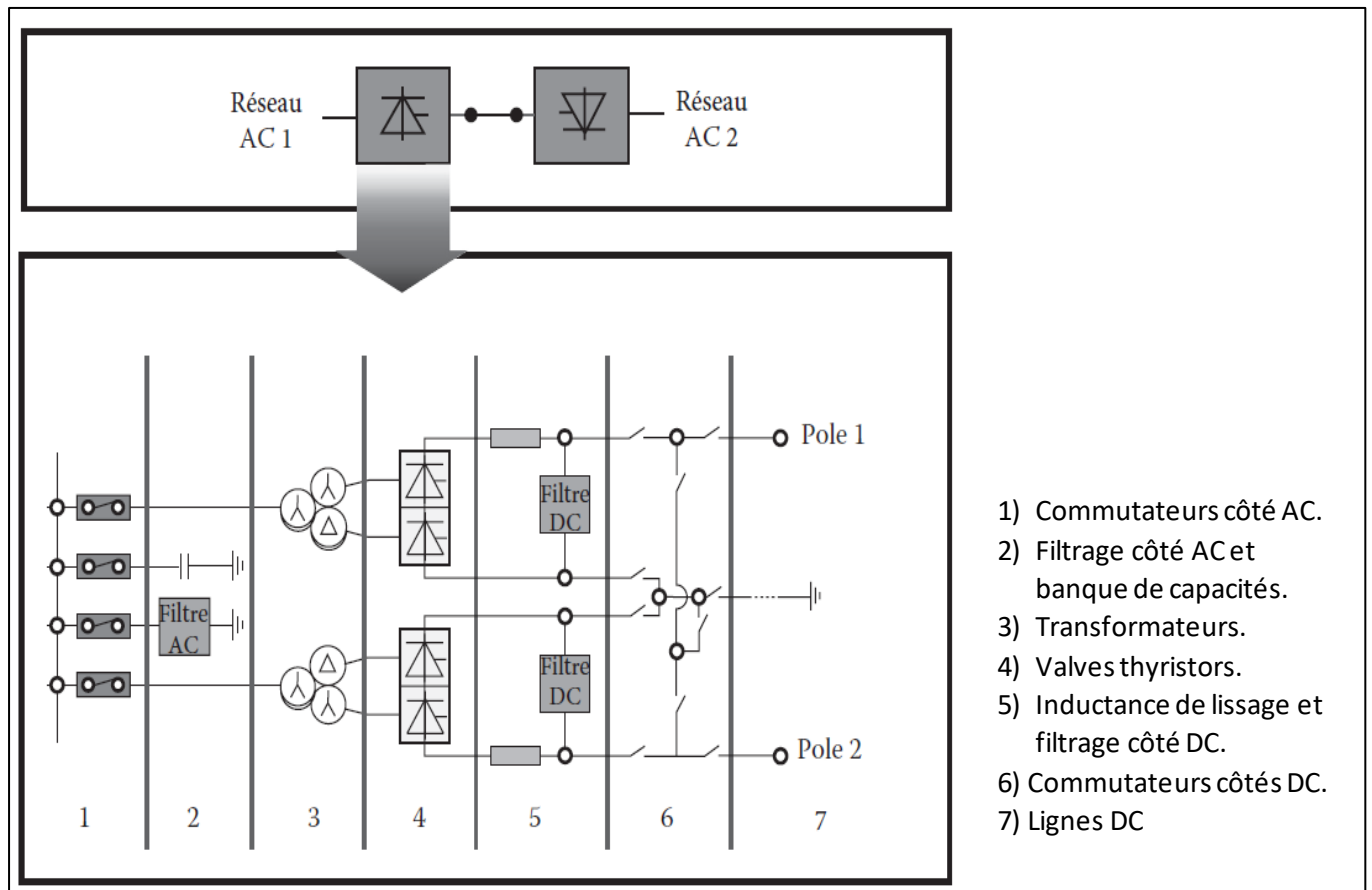 Réseau
AC 1
Réseau
AC 2
Pole 1
Filtre
DC
Filtre
AC
Filtre
DC
Pole 2
1 2 3 4 5 6 7
1) Commutateurs côté AC.
2) Filtrage côté AC et
banque de capacités.
3) Transformateurs.
4) Valves thyristors.
5) Inductance de lissage et
filtrage côté DC.
6) Commutateurs côtés DC.
7) Lignes DC